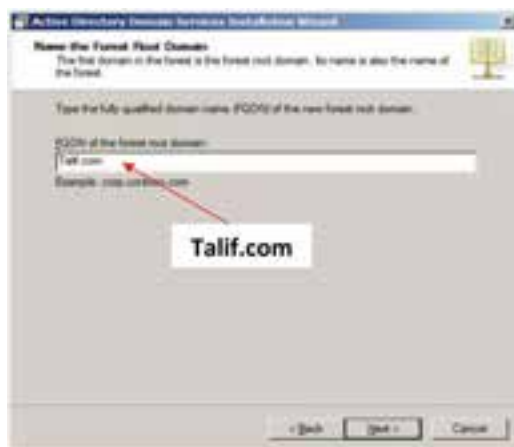 Active Directory Domain Services Installation Wizard
Name the Forest Root Domain
The first domain in the forest is the forest root domain. Its name is also the name of
the forest.
Type the fully qualified domain name (FQDN) of the new forest root domain.
FQDN of the forest root domain:
Talif.com
Example: corp.contoso.com
Talif.com
< Back
Next >
Cancel